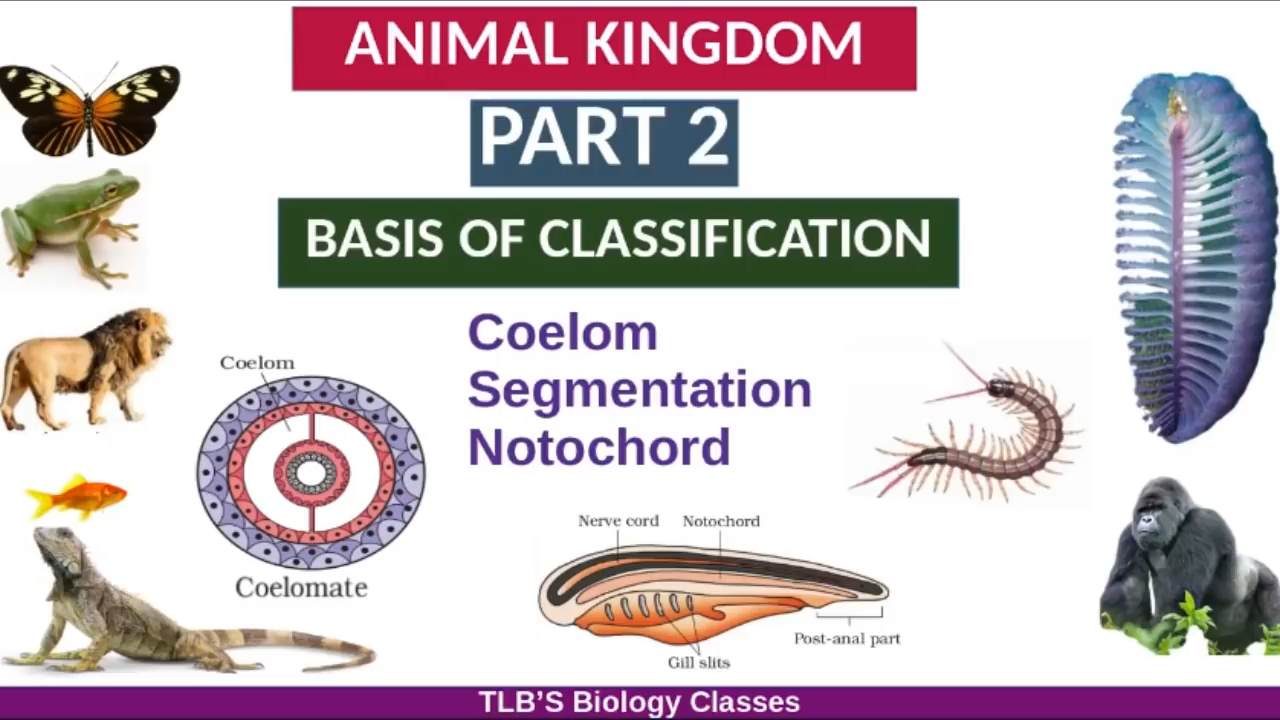 ANIMAL KINGDOM
PART 2
BASIS OF CLASSIFICATION
Coelom
Segmentation
Notochord
Coelom
Coelomate
Nerve cord
Notochord
Post-anal part
Gill slits
TLB'S Biology Classes